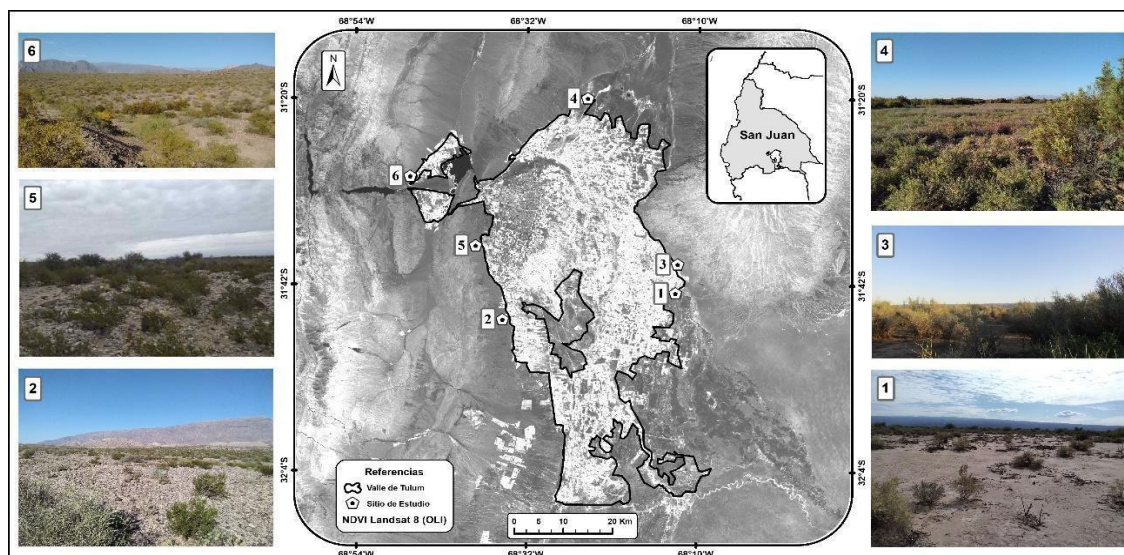 68°54'W 68°32'W 68°10'W
6
5
2
31°20'S
31°42'S
32°4'S
N
4
6
5
3
1
2
San Juan
Referencias
Valle de Tulum
Sitio de Estudio
NDVI Landsat 8 (OLI)
0 5 10 20 Km
31°20'S
31°42'S
32°4'S
68°54'W 68°32'W 68°10'W
4
3
1